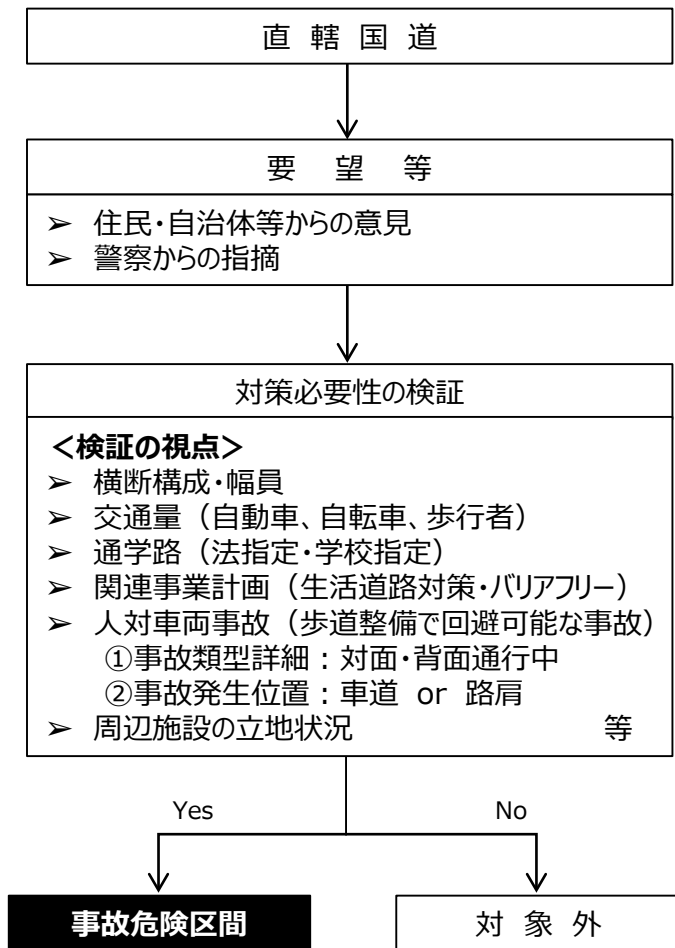 直 轄 国 道
要 望 等
➢ 住民・自治体等からの意見
➢ 警察からの指摘
対策必要性の検証
＜検証の視点＞
➢ 横断構成・幅員
➢ 交通量（自動車、自転車、歩行者）
➢ 通学路（法指定・学校指定）
➢ 関連事業計画（生活道路対策・バリアフリー）
➢ 人対車両事故（歩道整備で回避可能な事故）
①事故類型詳細：対面・背面通行中
②事故発生位置：車道 or 路肩
➢ 周辺施設の立地状況 等
Yes No
事故危険区間 対 象 外